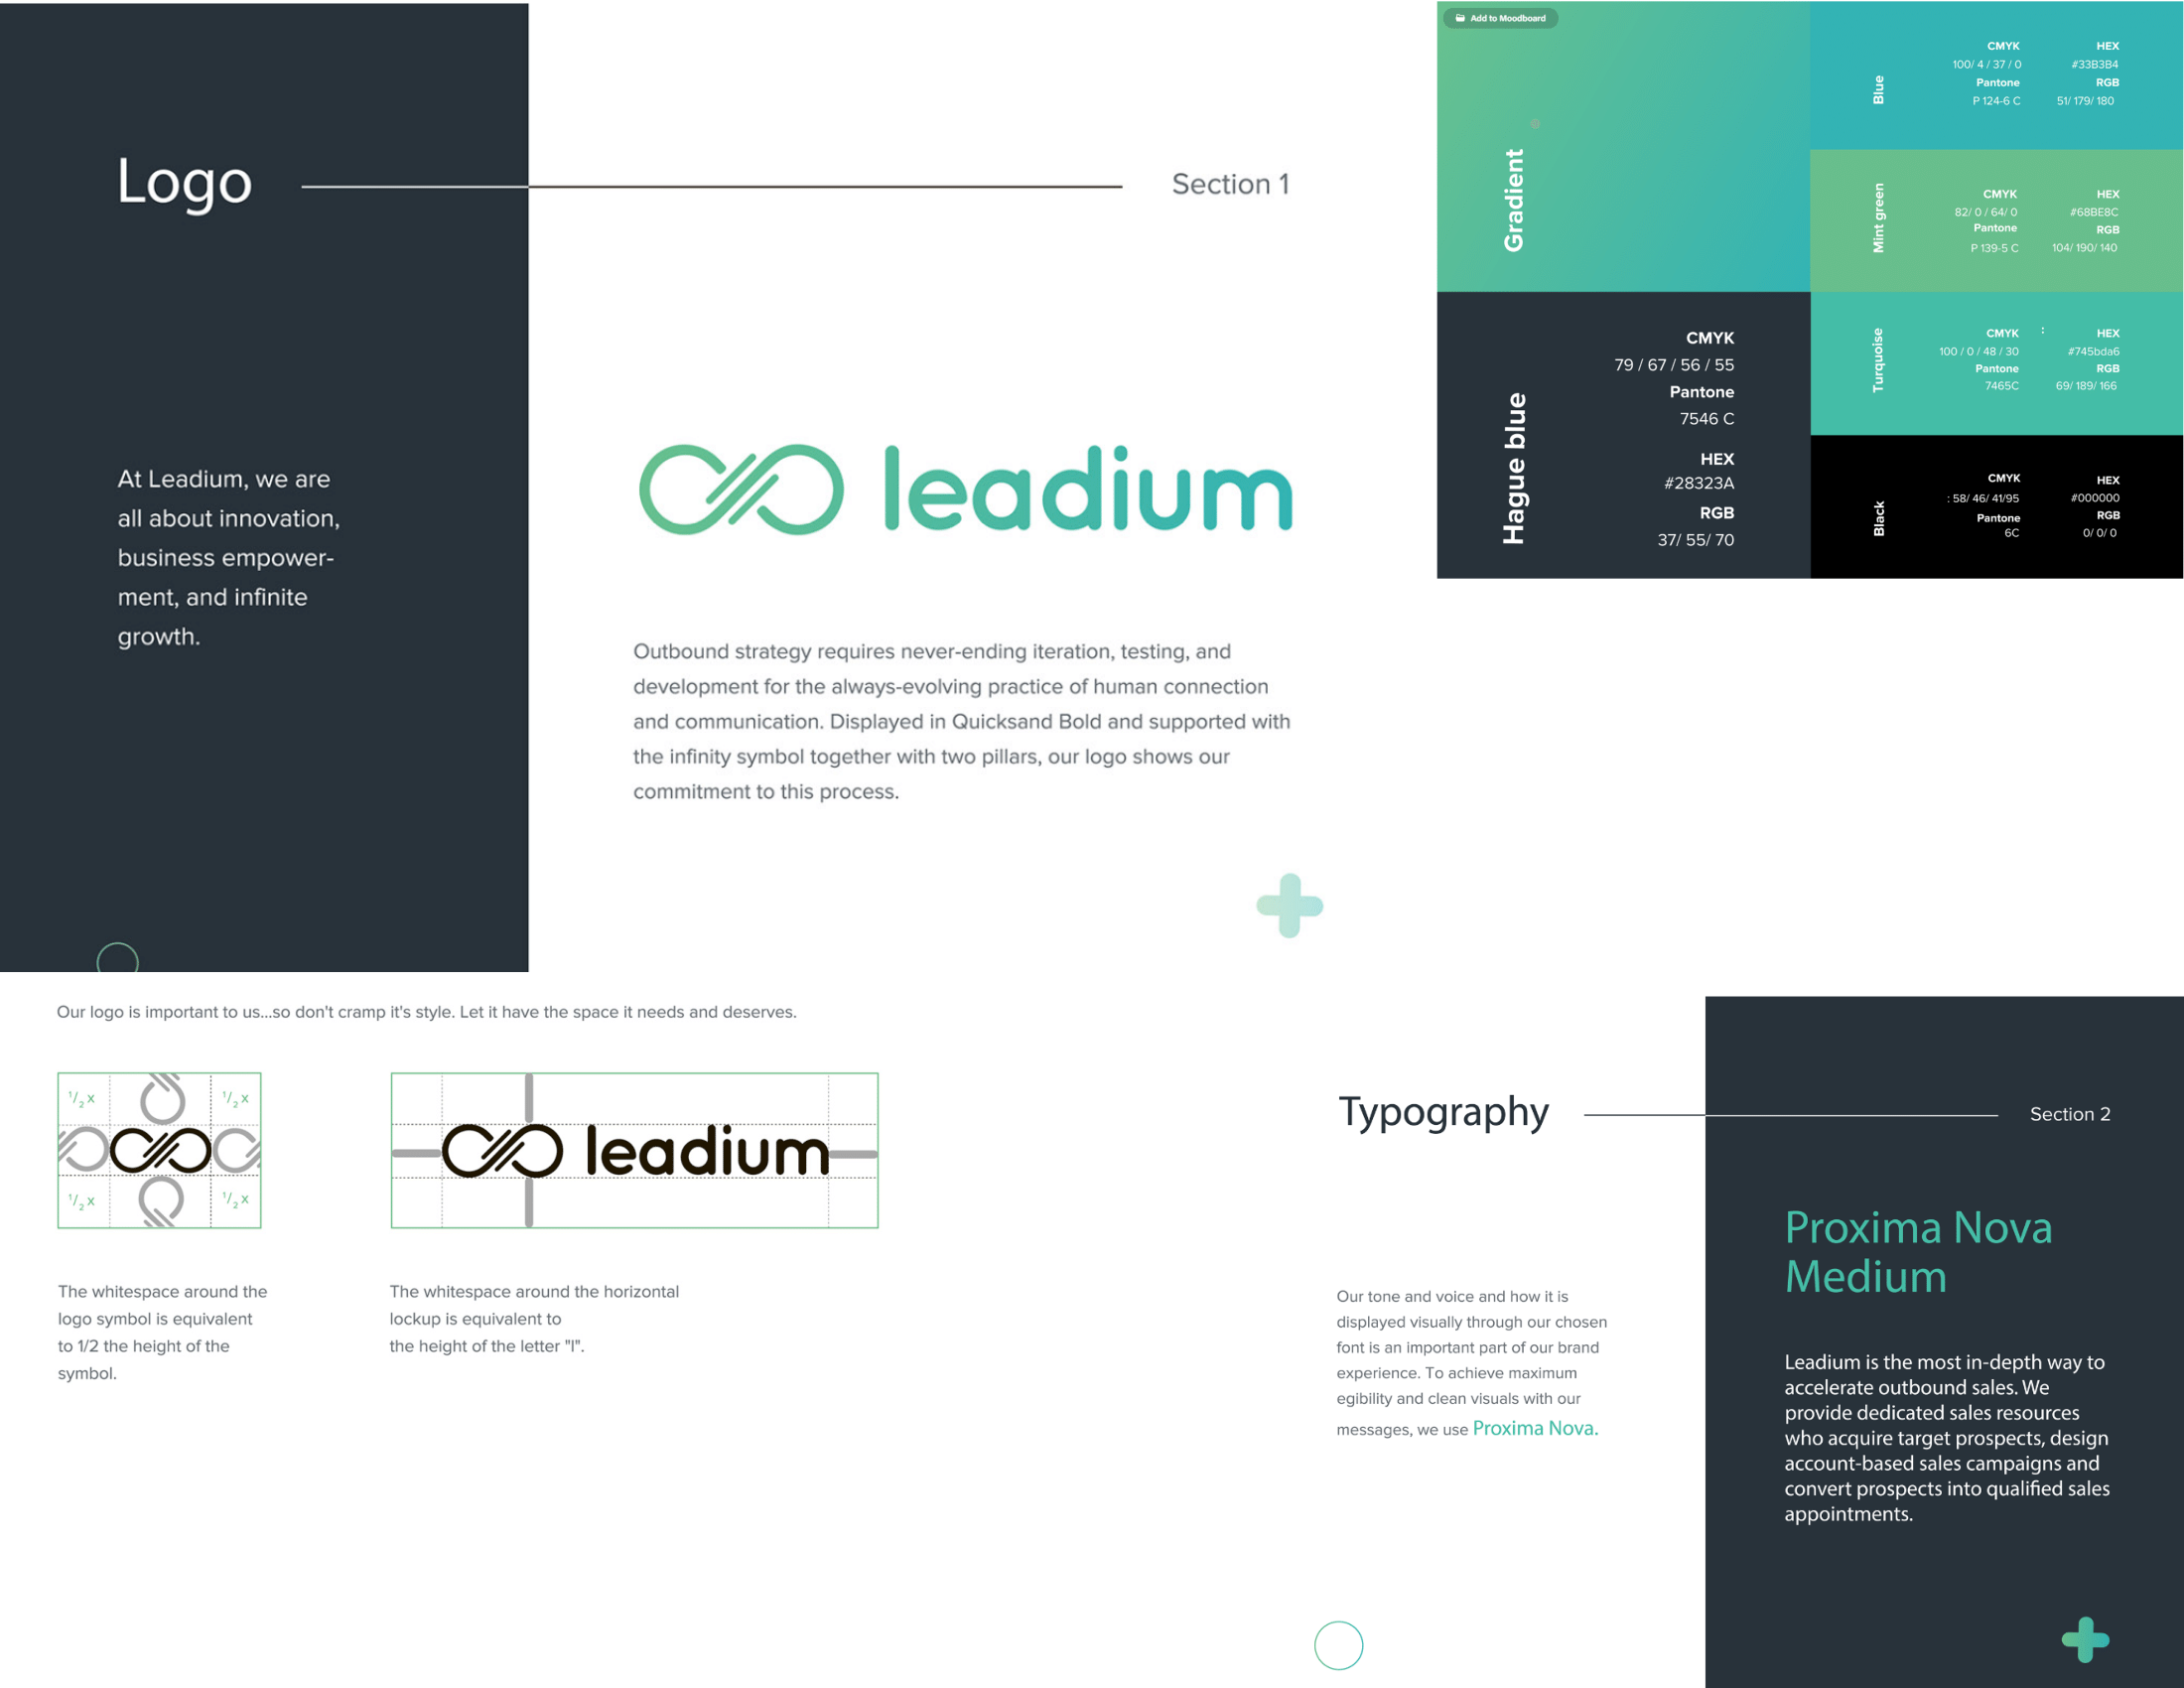 Logo
Section 1
At Leadium, we are
all about innovation,
business empower-
ment, and infinite
growth.
leadium
Outbound strategy requires never-ending iteration, testing, and
development for the always-evolving practice of human connection
and communication. Displayed in Quicksand Bold and supported with
the infinity symbol together with two pillars, our logo shows our
commitment to this process.
Add to Moodboard
Gradient
Blue
CMYK
100/ 4 / 37 / 0
Pantone
P 124-6 C
HEX
#33B3B4
RGB
51/ 179/ 180
Mint green
CMYK
82/ 0 / 64/ 0
Pantone
P 139-5 C
HEX
#68BE8C
RGB
104/ 190/ 140
Hague blue
CMYK
79 / 67 / 56 / 55
Pantone
7546 C
HEX
#28323A
RGB
37/ 55/ 70
Turquoise
CMYK :
100 / 0 / 48 / 30
Pantone
7465C
HEX
#745bda6
RGB
69/ 189/ 166
Black
CMYK
: 58/ 46/ 41/95
Pantone
6C
HEX
#000000
RGB
0/ 0/ 0
Our logo is important to us...so don't cramp it's style. Let it have the space it needs and deserves.
1/2 x
1/2 x
1/2 x
1/2 x
leadium
The whitespace around the
logo symbol is equivalent
to 1/2 the height of the
symbol.
The whitespace around the horizontal
lockup is equivalent to
the height of the letter "l".
Typography
Section 2
Our tone and voice and how it is
displayed visually through our chosen
font is an important part of our brand
experience. To achieve maximum
egibility and clean visuals with our
messages, we use Proxima Nova.
Proxima Nova
Medium
Leadium is the most in-depth way to
accelerate outbound sales. We
provide dedicated sales resources
who acquire target prospects, design
account-based sales campaigns and
convert prospects into qualified sales
appointments.